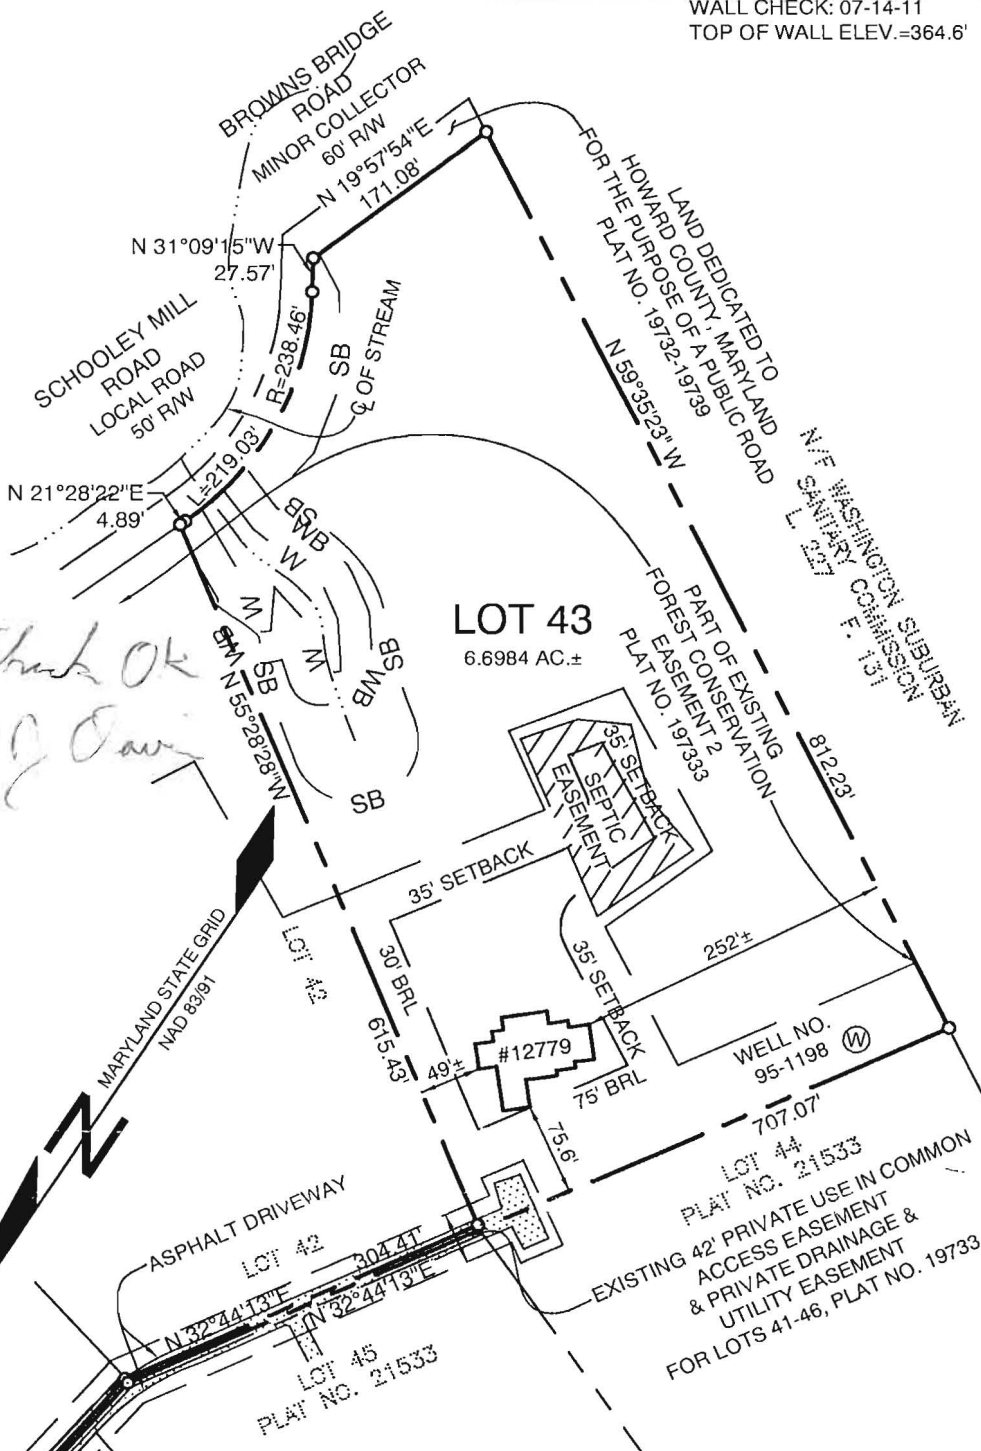 WALL CHECK: 07-14-11
TOP OF WALL ELEV.=364.6'
BROWNS BRIDGE
ROAD
MINOR COLLECTOR
60' R/W
N 19°57'54"E
171.08'
N 31°09'15"W
27.57'
SCHOOLEY MILL
ROAD
LOCAL ROAD
50' R/W
R=238.46'
L=219.03'
SB
℄ OF STREAM
N 21°28'22"E
4.89'
LAND DEDICATED TO
HOWARD COUNTY, MARYLAND
FOR THE PURPOSE OF A PUBLIC ROAD
PLAT NO. 19732-19739
N 59°35'23" W
812.23'
N/F WASHINGTON SUBURBAN
SANITARY COMMISSION
L. 227 F. 131
SB
WB
W
W
W
SB
WB
WB
SB
SB
LOT 43
6.6984 AC.±
PART OF EXISTING
FOREST CONSERVATION
EASEMENT 2
PLAT NO. 197333
Ok
N 55°28'28"W
615.43'
35' SETBACK
SEPTIC
EASEMENT
35' SETBACK
30' BRL
35' SETBACK
252'±
LOT 42
MARYLAND STATE GRID
NAD 83/91
N
49'±
#12779
75' BRL
75.6'
WELL NO.
95-1198
W
707.07'
LOT 44
PLAT NO. 21533
EXISTING 42' PRIVATE USE IN COMMON
ACCESS EASEMENT
& PRIVATE DRAINAGE &
UTILITY EASEMENT
FOR LOTS 41-46, PLAT NO. 19733
ASPHALT DRIVEWAY
LOT 42
304.41'
N 32°44'13"E
N 32°44'13"E
LOT 45
PLAT NO. 21533